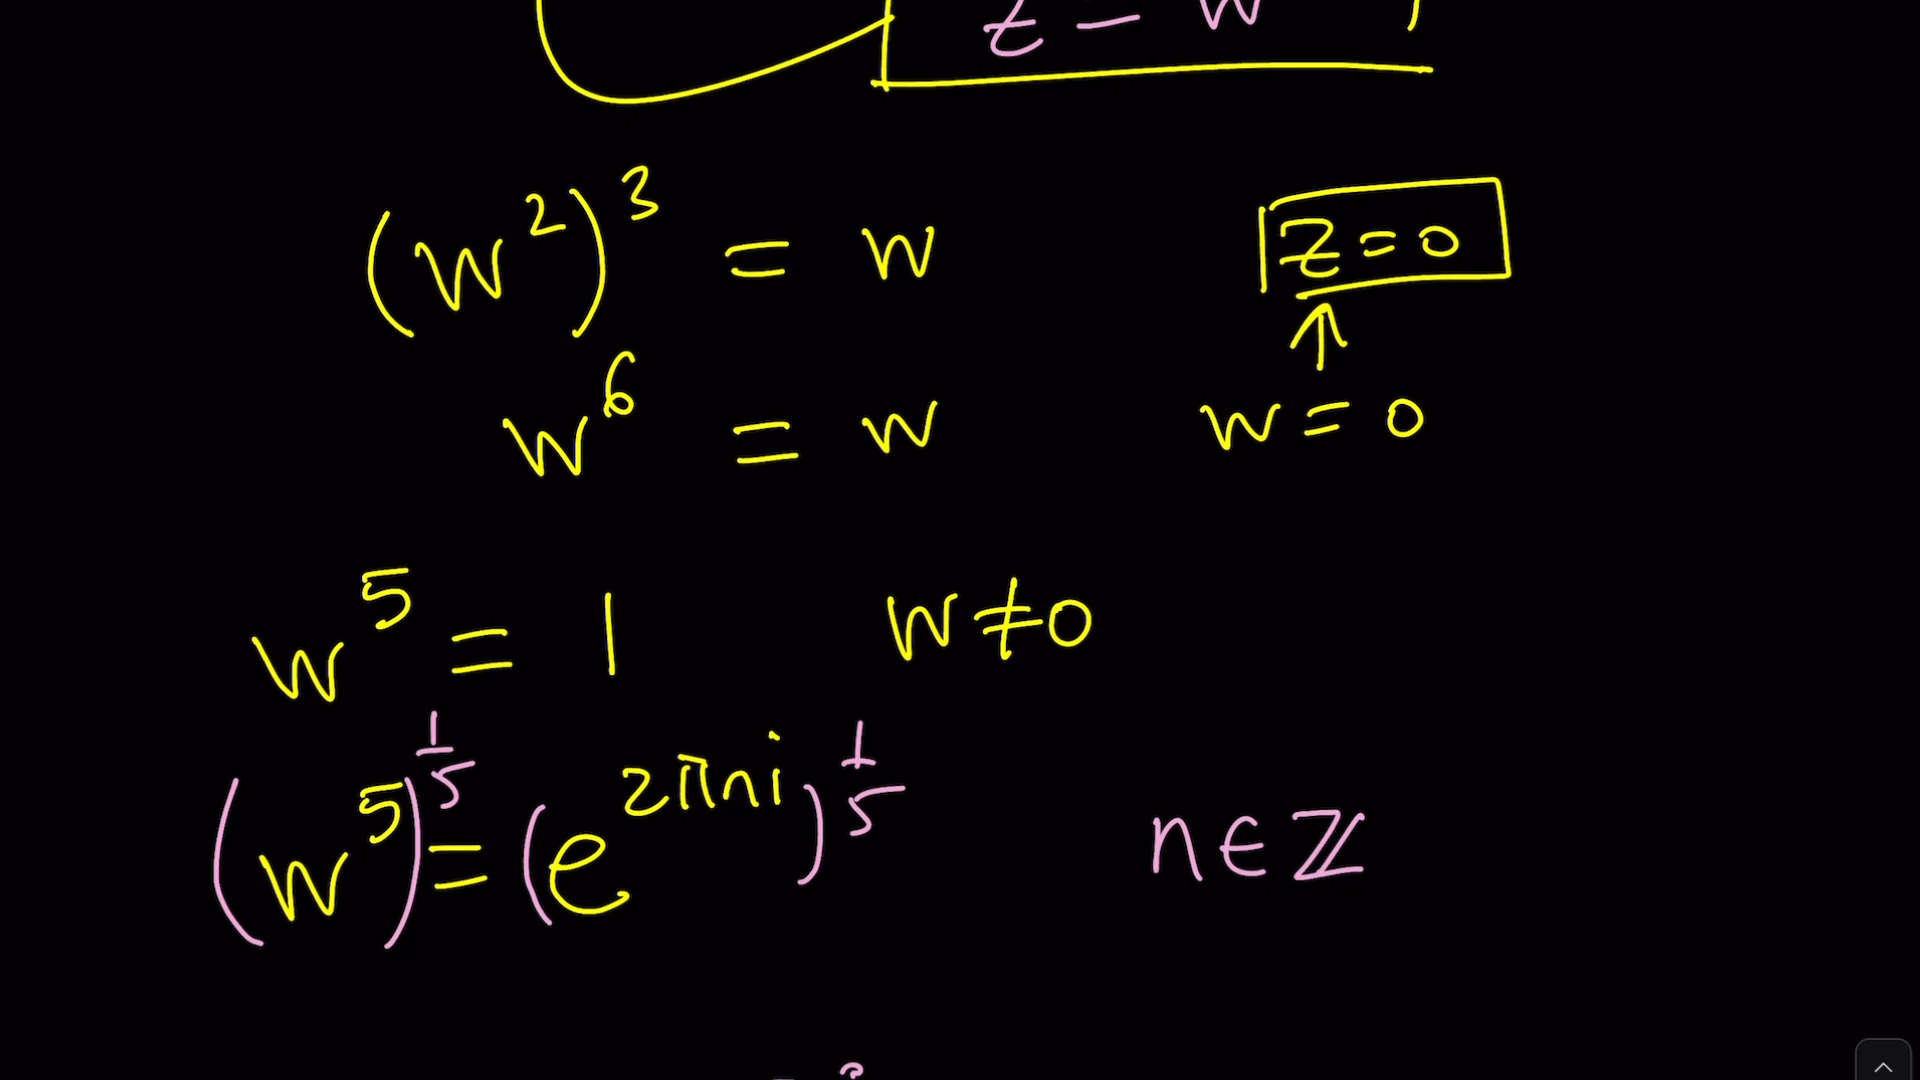 z = w
(w²)³ = w
z = 0
w⁶ = w
w = 0
w⁵ = 1
w ≠ 0
(w⁵)^(1/5) = (e^(2πni))^(1/5)
n ∈ ℤ